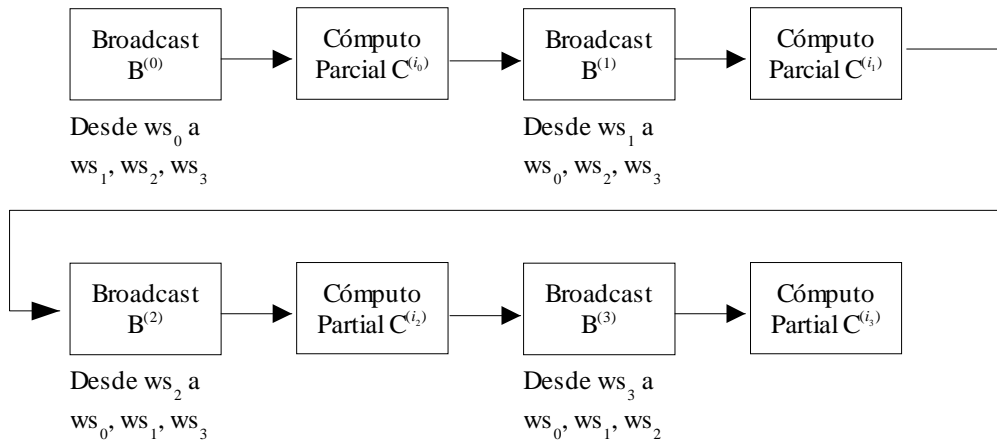 Broadcast
B⁽⁰⁾
Cómputo
Parcial C⁽ⁱ₀⁾
Broadcast
B⁽¹⁾
Cómputo
Parcial C⁽ⁱ₁⁾
Desde ws₀ a
ws₁, ws₂, ws₃
Desde ws₁ a
ws₀, ws₂, ws₃
Broadcast
B⁽²⁾
Cómputo
Partial C⁽ⁱ₂⁾
Broadcast
B⁽³⁾
Cómputo
Partial C⁽ⁱ₃⁾
Desde ws₂ a
ws₀, ws₁, ws₃
Desde ws₃ a
ws₀, ws₁, ws₂